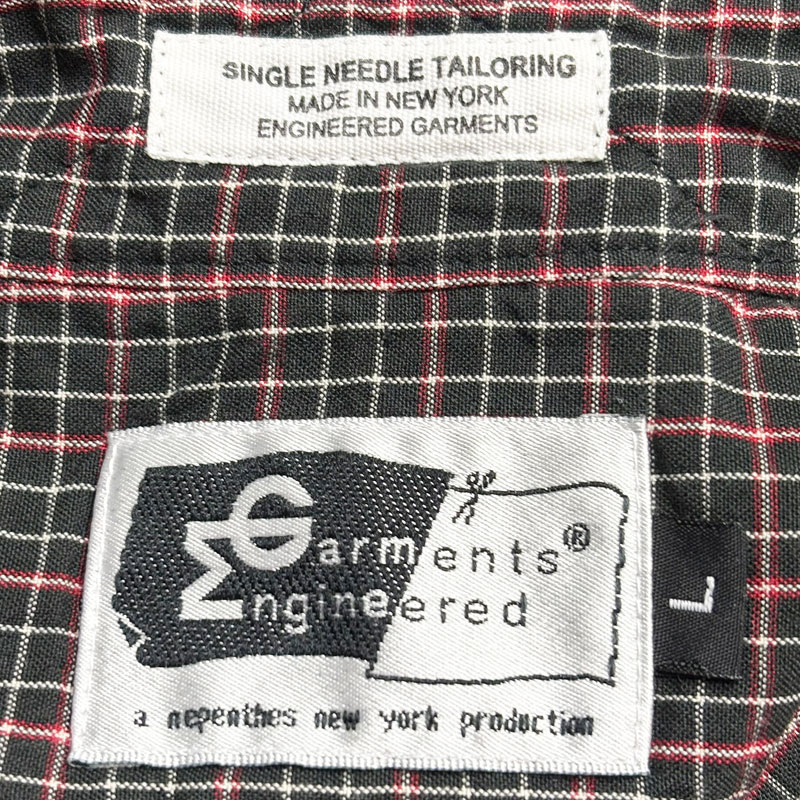 SINGLE NEEDLE TAILORING
MADE IN NEW YORK
ENGINEERED GARMENTS
Garments®
Engineered
L
a nepenthes new york production